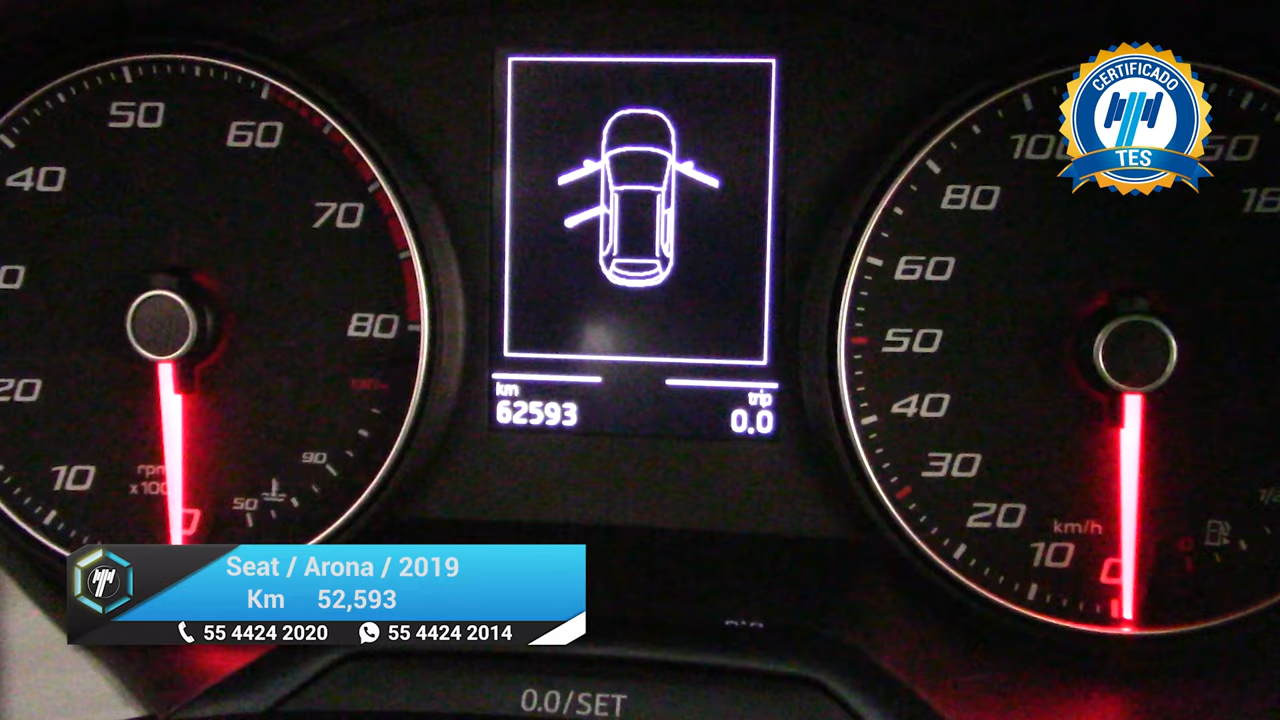 50
60
40
70
80
20
10
rpm
x100
0
50
90
km
62593
trip
0.0
100
80
60
50
40
30
20
10
0
km/h
CERTIFICADO
TES
Seat / Arona / 2019
Km 52,593
55 4424 2020 55 4424 2014
0.0/SET